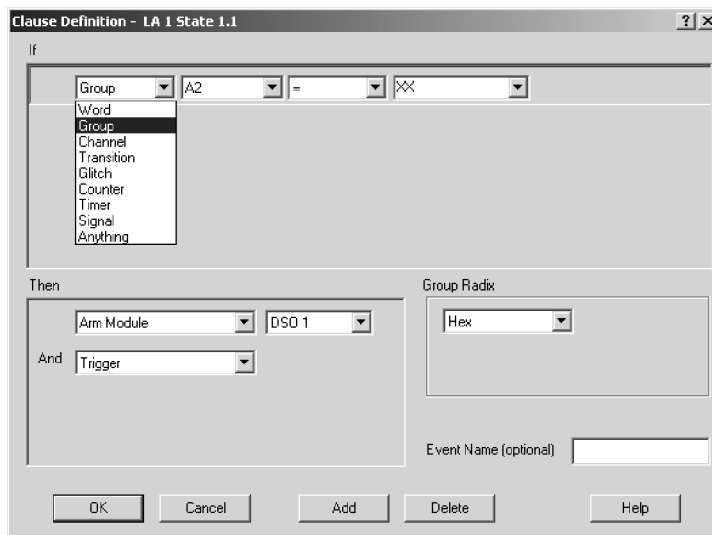 Clause Definition - LA 1 State 1.1
If
Group A2 = XX
Word
Group
Channel
Transition
Glitch
Counter
Timer
Signal
Anything
Then
Arm Module DSO 1
And Trigger
Group Radix
Hex
Event Name (optional)
OK Cancel Add Delete Help